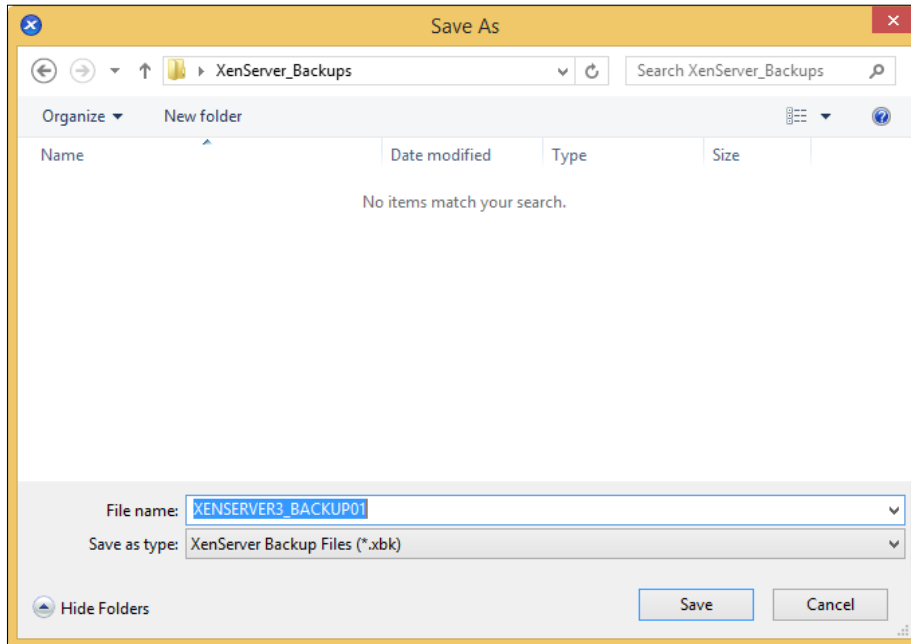 Save As
XenServer_Backups
Search XenServer_Backups
Organize
New folder
Name
Date modified
Type
Size
No items match your search.
File name: XENSERVER3_BACKUP01
Save as type: XenServer Backup Files (*.xbk)
Hide Folders
Save
Cancel